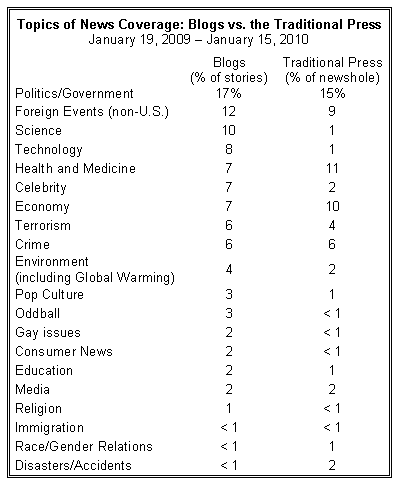 Topics of News Coverage: Blogs vs. the Traditional Press
January 19, 2009 – January 15, 2010
Blogs Traditional Press
(% of stories) (% of newshole)
Politics/Government 17% 15%
Foreign Events (non-U.S.) 12 9
Science 10 1
Technology 8 1
Health and Medicine 7 11
Celebrity 7 2
Economy 7 10
Terrorism 6 4
Crime 6 6
Environment
(including Global Warming) 4 2
Pop Culture 3 1
Oddball 3 < 1
Gay issues 2 < 1
Consumer News 2 < 1
Education 2 1
Media 2 2
Religion 1 < 1
Immigration < 1 < 1
Race/Gender Relations < 1 1
Disasters/Accidents < 1 2